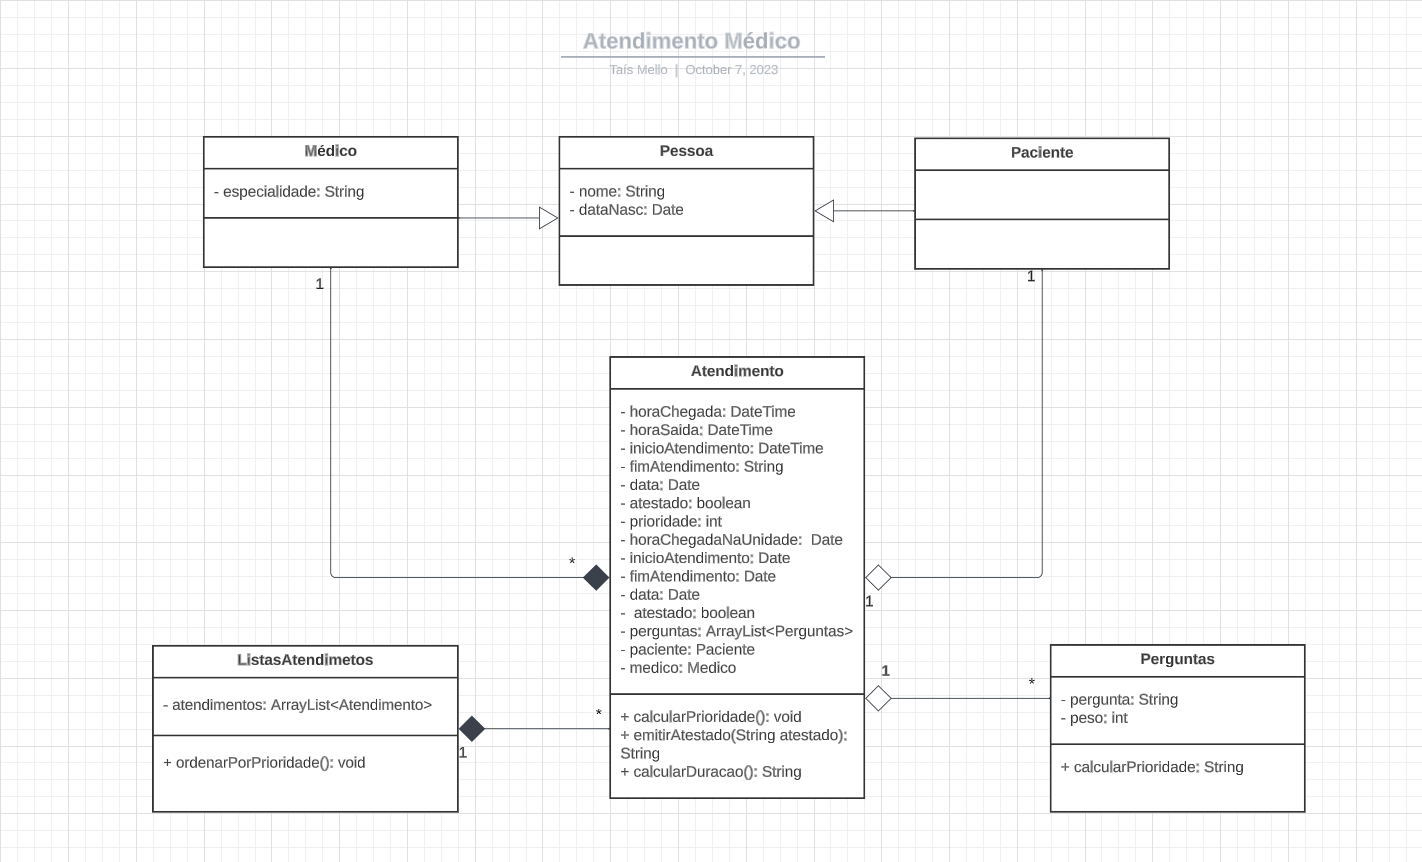 Atendimento Médico
Taís Mello | October 7, 2023
Médico
- especialidade: String
Pessoa
- nome: String
- dataNasc: Date
Paciente
1
1
Atendimento
- horaChegada: DateTime
- horaSaida: DateTime
- inicioAtendimento: DateTime
- fimAtendimento: String
- data: Date
- atestado: boolean
- prioridade: int
- horaChegadaNaUnidade:  Date
- inicioAtendimento: Date
- fimAtendimento: Date
- data: Date
-  atestado: boolean
- perguntas: ArrayList<Perguntas>
- paciente: Paciente
- medico: Medico
+ calcularPrioridade(): void
+ emitirAtestado(String atestado):
String
+ calcularDuracao(): String
*
1
ListasAtendimetos
- atendimentos: ArrayList<Atendimento>
+ ordenarPorPrioridade(): void
1
*
1
*
Perguntas
- pergunta: String
- peso: int
+ calcularPrioridade: String